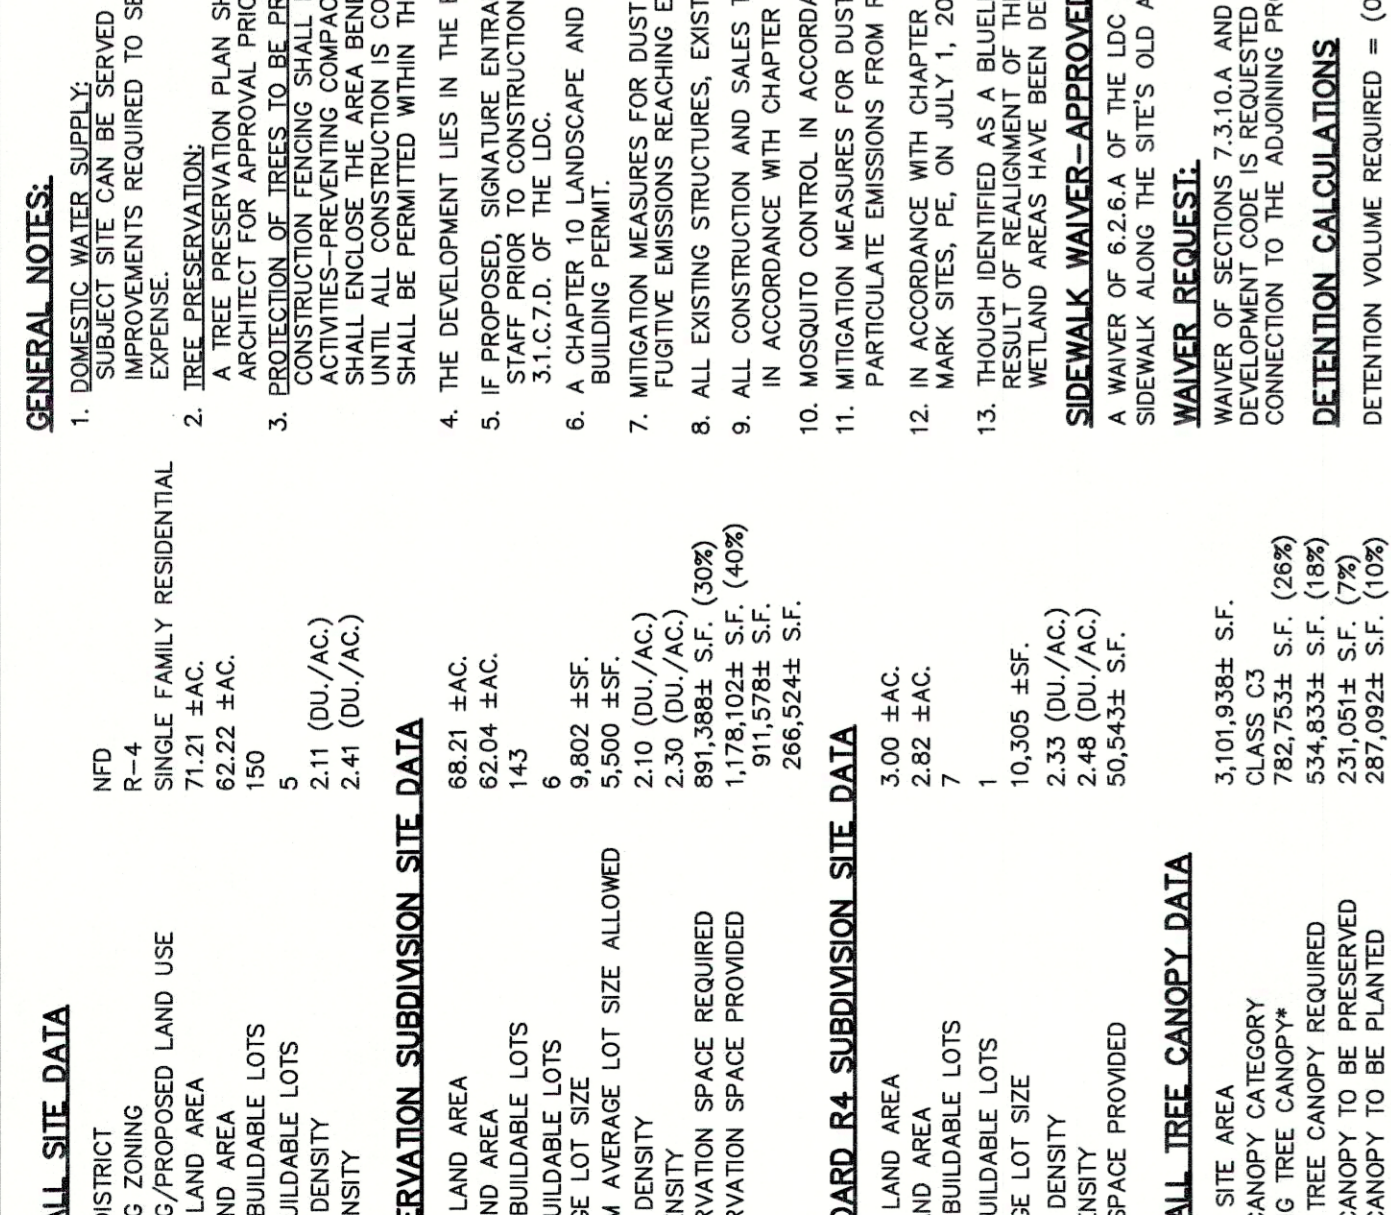 ALL SITE DATA
DISTRICT NFD
G ZONING R-4
G/PROPOSED LAND USE SINGLE FAMILY RESIDENTIAL
LAND AREA 71.21 ±AC.
ND AREA 62.22 ±AC.
BUILDABLE LOTS 150
UILDABLE LOTS 5
DENSITY 2.11 (DU./AC.)
NSITY 2.41 (DU./AC.)
ERVATION SUBDIVISION SITE DATA
LAND AREA 68.21 ±AC.
ND AREA 62.04 ±AC.
BUILDABLE LOTS 143
UILDABLE LOTS 6
GE LOT SIZE 9,802 ±SF.
M AVERAGE LOT SIZE ALLOWED 5,500 ±SF.
DENSITY 2.10 (DU./AC.)
NSITY 2.30 (DU./AC.)
RVATION SPACE REQUIRED 891,388± S.F. (30%)
RVATION SPACE PROVIDED 1,178,102± S.F. (40%)
911,578± S.F.
266,524± S.F.
DARD R4 SUBDIVISION SITE DATA
LAND AREA 3.00 ±AC.
ND AREA 2.82 ±AC.
BUILDABLE LOTS 7
UILDABLE LOTS 1
GE LOT SIZE 10,305 ±SF.
DENSITY 2.33 (DU./AC.)
ENSITY 2.48 (DU./AC.)
SPACE PROVIDED 50,543± S.F.
ALL TREE CANOPY DATA
SITE AREA 3,101,938± S.F.
CANOPY CATEGORY CLASS C3
G TREE CANOPY* 782,753± S.F. (26%)
TREE CANOPY REQUIRED 534,833± S.F. (18%)
CANOPY TO BE PRESERVED 231,051± S.F. (7%)
CANOPY TO BE PLANTED 287,092± S.F. (10%)
GENERAL NOTES:
1. DOMESTIC WATER SUPPLY:
SUBJECT SITE CAN BE SERVED
IMPROVEMENTS REQUIRED TO SE
EXPENSE.
2. TREE PRESERVATION:
A TREE PRESERVATION PLAN SH
ARCHITECT FOR APPROVAL PRIO
3. PROTECTION OF TREES TO BE PR
CONSTRUCTION FENCING SHALL
ACTIVITIES-PREVENTING COMPAC
SHALL ENCLOSE THE AREA BENE
UNTIL ALL CONSTRUCTION IS CO
SHALL BE PERMITTED WITHIN TH
4. THE DEVELOPMENT LIES IN THE
5. IF PROPOSED, SIGNATURE ENTRA
STAFF PRIOR TO CONSTRUCTION
3.1.C.7.D. OF THE LDC.
6. A CHAPTER 10 LANDSCAPE AND
BUILDING PERMIT.
7. MITIGATION MEASURES FOR DUST
FUGITIVE EMISSIONS REACHING E
8. ALL EXISTING STRUCTURES, EXIST
9. ALL CONSTRUCTION AND SALES T
IN ACCORDANCE WITH CHAPTER
10. MOSQUITO CONTROL IN ACCORDA
11. MITIGATION MEASURES FOR DUST
PARTICULATE EMISSIONS FROM
12. IN ACCORDANCE WITH CHAPTER
MARK SITES, PE, ON JULY 1, 20
13. THOUGH IDENTIFIED AS A BLUEL
RESULT OF REALIGNMENT OF TH
WETLAND AREAS HAVE BEEN DE
SIDEWALK WAIVER-APPROVED
A WAIVER OF 6.2.6.A OF THE LDC
SIDEWALK ALONG THE SITE'S OLD A
WAIVER REQUEST:
WAIVER OF SECTIONS 7.3.10.A AND
DEVELOPMENT CODE IS REQUESTED
CONNECTION TO THE ADJOINING PRO
DETENTION CALCULATIONS
DETENTION VOLUME REQUIRED = (0